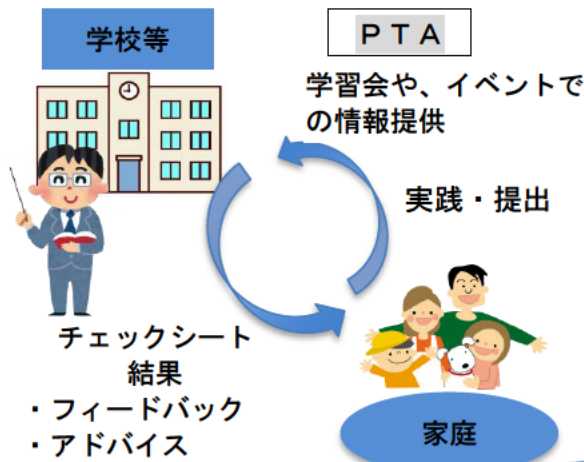 学校等
ＰＴＡ
学習会や、イベントで
の情報提供
実践・提出
チェックシート
結果
・フィードバック
・アドバイス
家庭